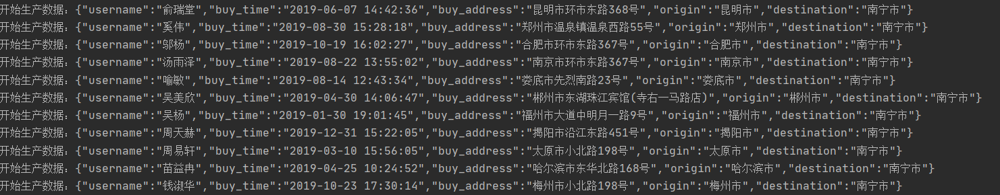 开始生产数据：{"username":"俞瑞堂","buy_time":"2019-06-07 14:42:36","buy_address":"昆明市环市东路368号","origin":"昆明市","destination":"南宁市"}
开始生产数据：{"username":"奚伟","buy_time":"2019-08-30 15:28:18","buy_address":"郑州市温泉镇温泉西路55号","origin":"郑州市","destination":"南宁市"}
开始生产数据：{"username":"邬杨","buy_time":"2019-10-19 16:02:27","buy_address":"合肥市环市东路367号","origin":"合肥市","destination":"南宁市"}
开始生产数据：{"username":"汤雨泽","buy_time":"2019-08-22 13:55:02","buy_address":"南京市环市东路367号","origin":"南京市","destination":"南宁市"}
开始生产数据：{"username":"喻敏","buy_time":"2019-08-14 12:43:34","buy_address":"娄底市先烈南路23号","origin":"娄底市","destination":"南宁市"}
开始生产数据：{"username":"吴美欣","buy_time":"2019-04-30 14:06:47","buy_address":"郴州市东湖珠江宾馆(寺右一马路店)","origin":"郴州市","destination":"南宁市"}
开始生产数据：{"username":"吴杨","buy_time":"2019-01-30 19:01:45","buy_address":"福州市大道中明月一路9号","origin":"福州市","destination":"南宁市"}
开始生产数据：{"username":"周天赫","buy_time":"2019-12-31 15:22:05","buy_address":"揭阳市沿江东路451号","origin":"揭阳市","destination":"南宁市"}
开始生产数据：{"username":"周易轩","buy_time":"2019-03-10 15:56:05","buy_address":"太原市小北路198号","origin":"太原市","destination":"南宁市"}
开始生产数据：{"username":"苗益冉","buy_time":"2019-04-25 10:24:52","buy_address":"哈尔滨市东华北路168号","origin":"哈尔滨市","destination":"南宁市"}
开始生产数据：{"username":"钱淑华","buy_time":"2019-10-23 17:30:14","buy_address":"梅州市小北路198号","origin":"梅州市","destination":"南宁市"}